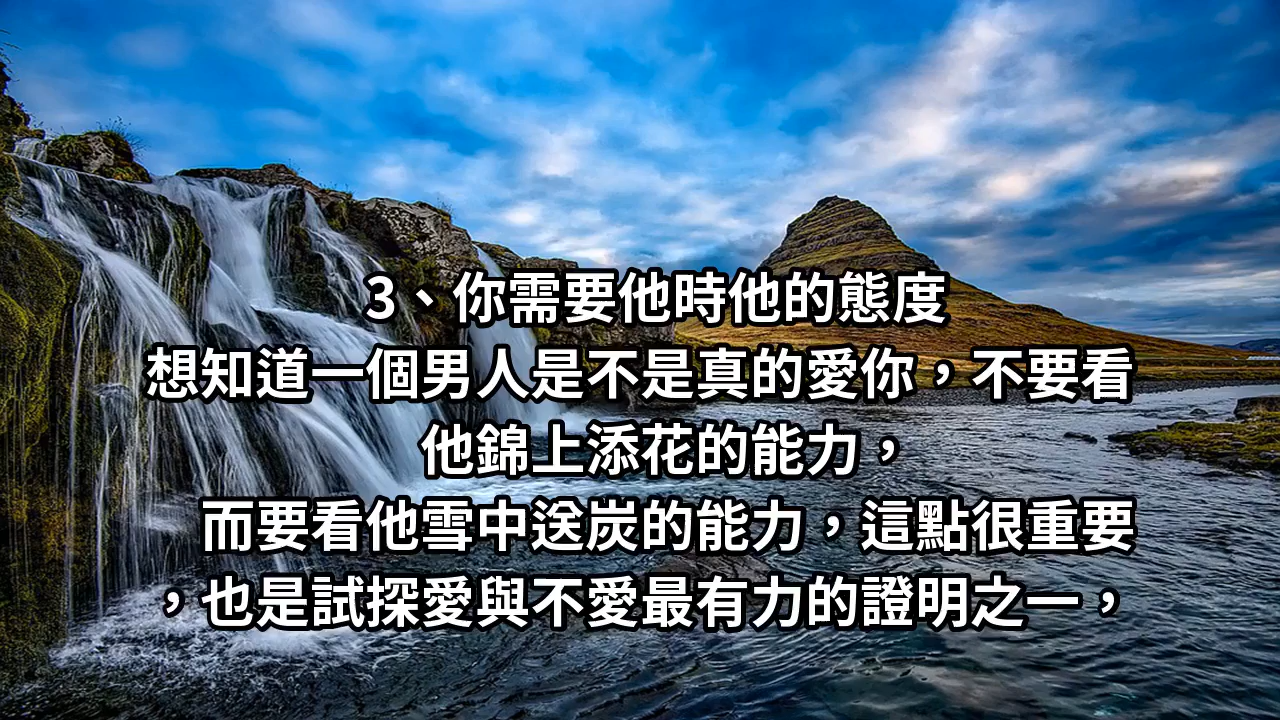 3、你需要他時他的態度
想知道一個男人是不是真的愛你，不要看
他錦上添花的能力，
而要看他雪中送炭的能力，這點很重要
，也是試探愛與不愛最有力的證明之一，